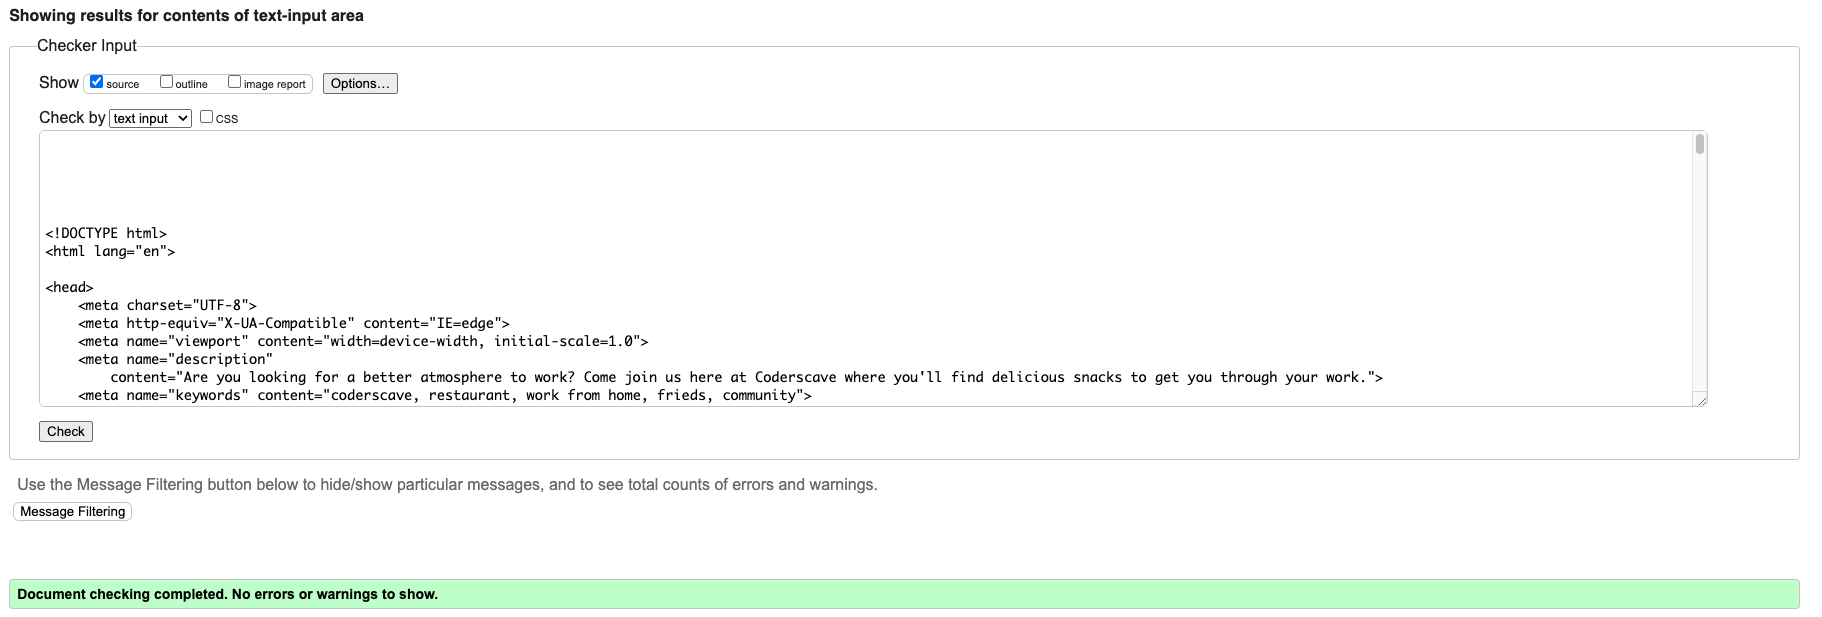 Showing results for contents of text-input area
Checker Input
Show source outline image report Options...
Check by text input css
<!DOCTYPE html>
<html lang="en">
<head>
<meta charset="UTF-8">
<meta http-equiv="X-UA-Compatible" content="IE=edge">
<meta name="viewport" content="width=device-width, initial-scale=1.0">
<meta name="description"
content="Are you looking for a better atmosphere to work? Come join us here at Coderscave where you'll find delicious snacks to get you through your work.">
<meta name="keywords" content="coderscave, restaurant, work from home, frieds, community">
Check
Use the Message Filtering button below to hide/show particular messages, and to see total counts of errors and warnings.
Message Filtering
Document checking completed. No errors or warnings to show.